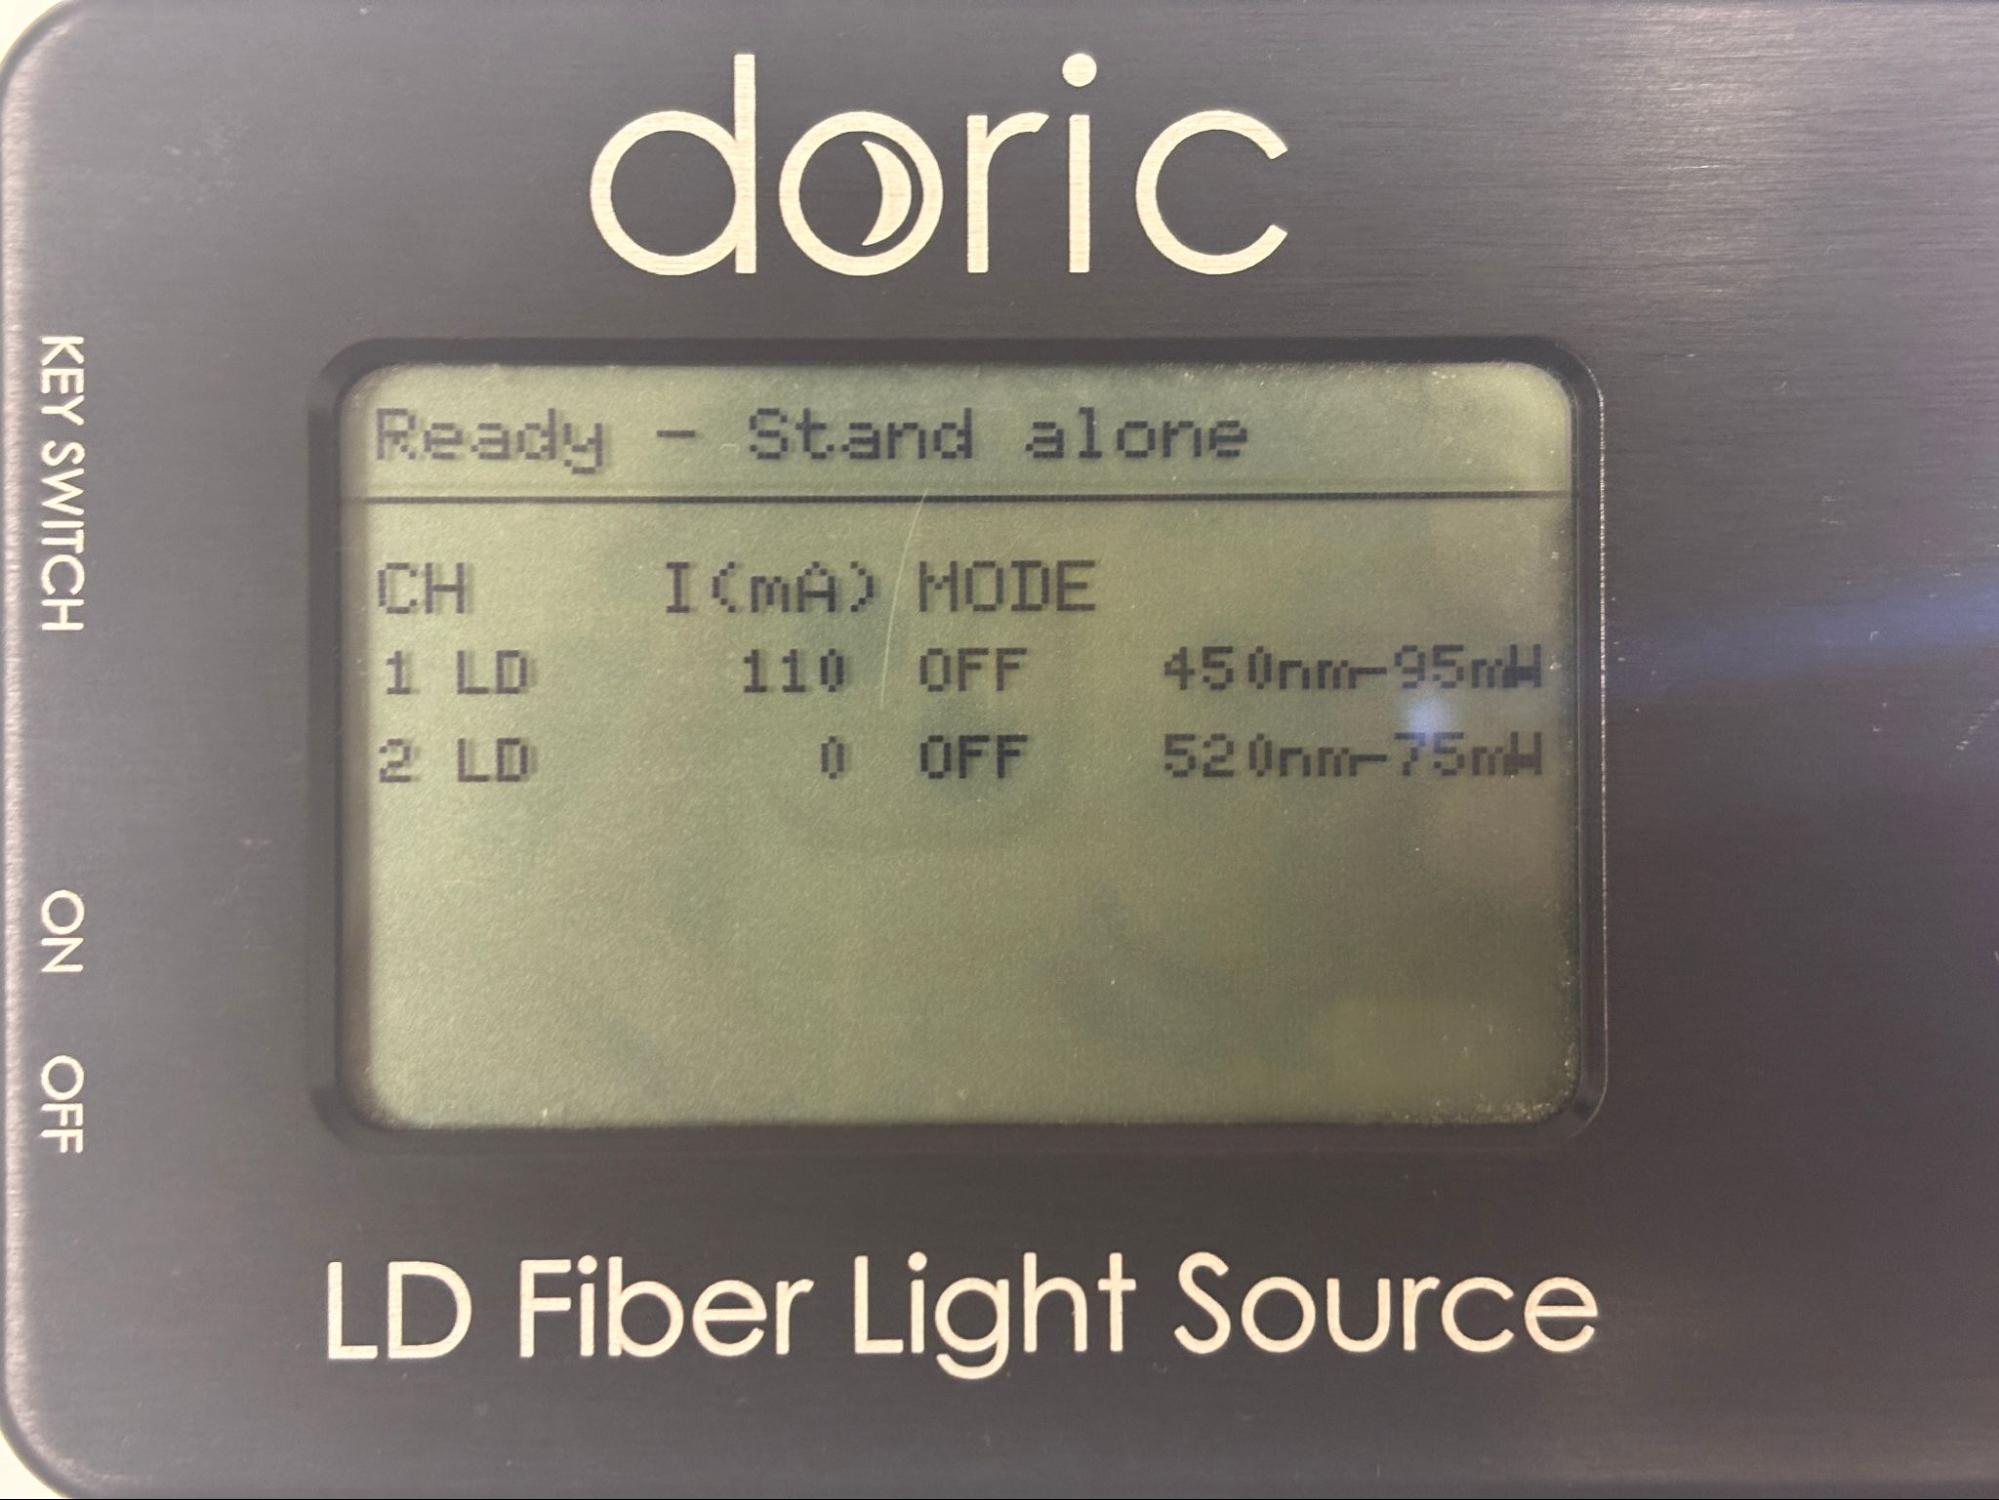 doric
KEY SWITCH
ON OFF
Ready - Stand alone
CH I(mA) MODE
1 LD 110 OFF 450nm-95mW
2 LD 0 OFF 520nm-75mW
LD Fiber Light Source